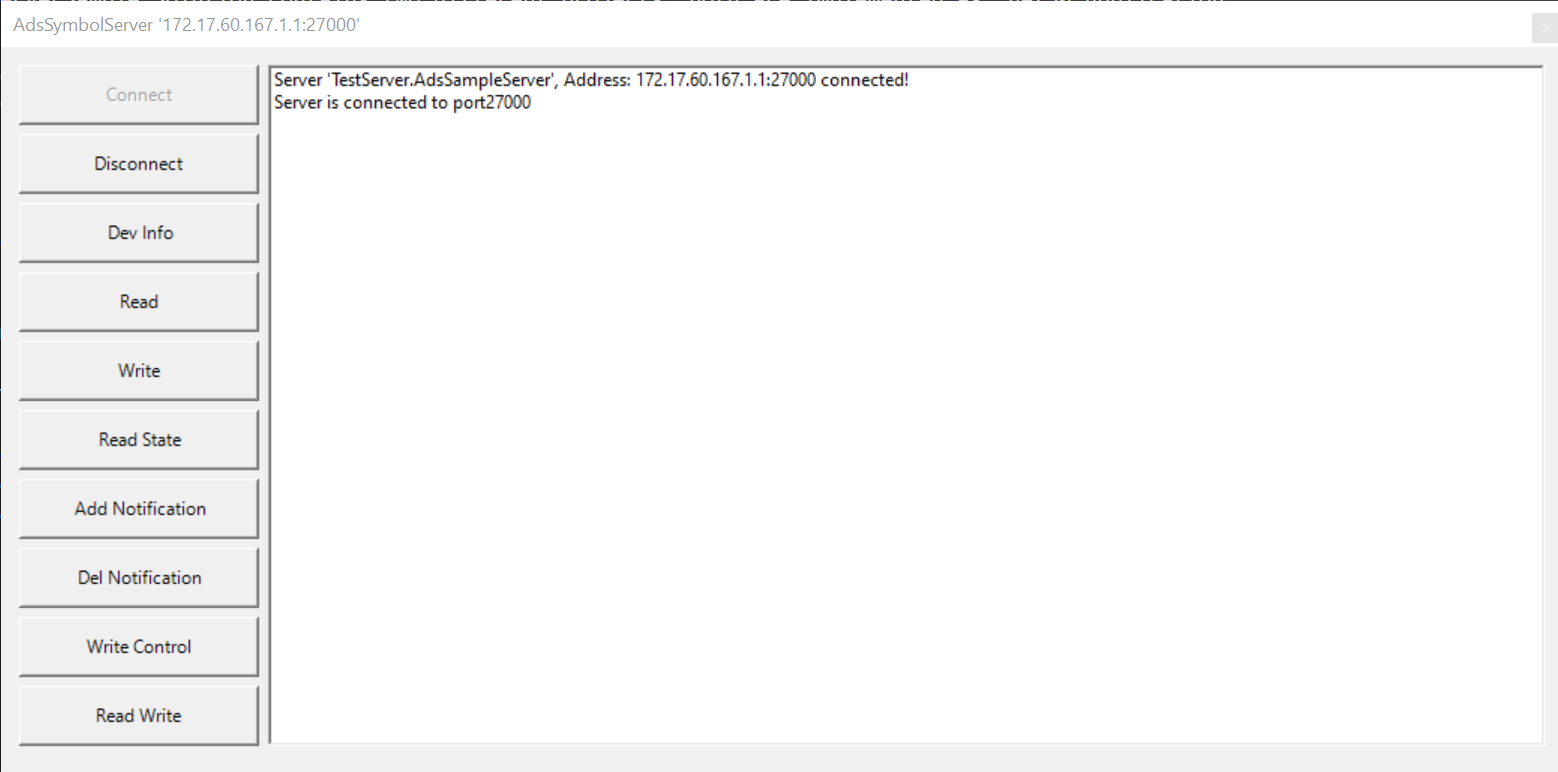 AdsSymbolServer '172.17.60.167.1.1:27000'
Connect
Disconnect
Dev Info
Read
Write
Read State
Add Notification
Del Notification
Write Control
Read Write
Server 'TestServer.AdsSampleServer', Address: 172.17.60.167.1.1:27000 connected!
Server is connected to port27000